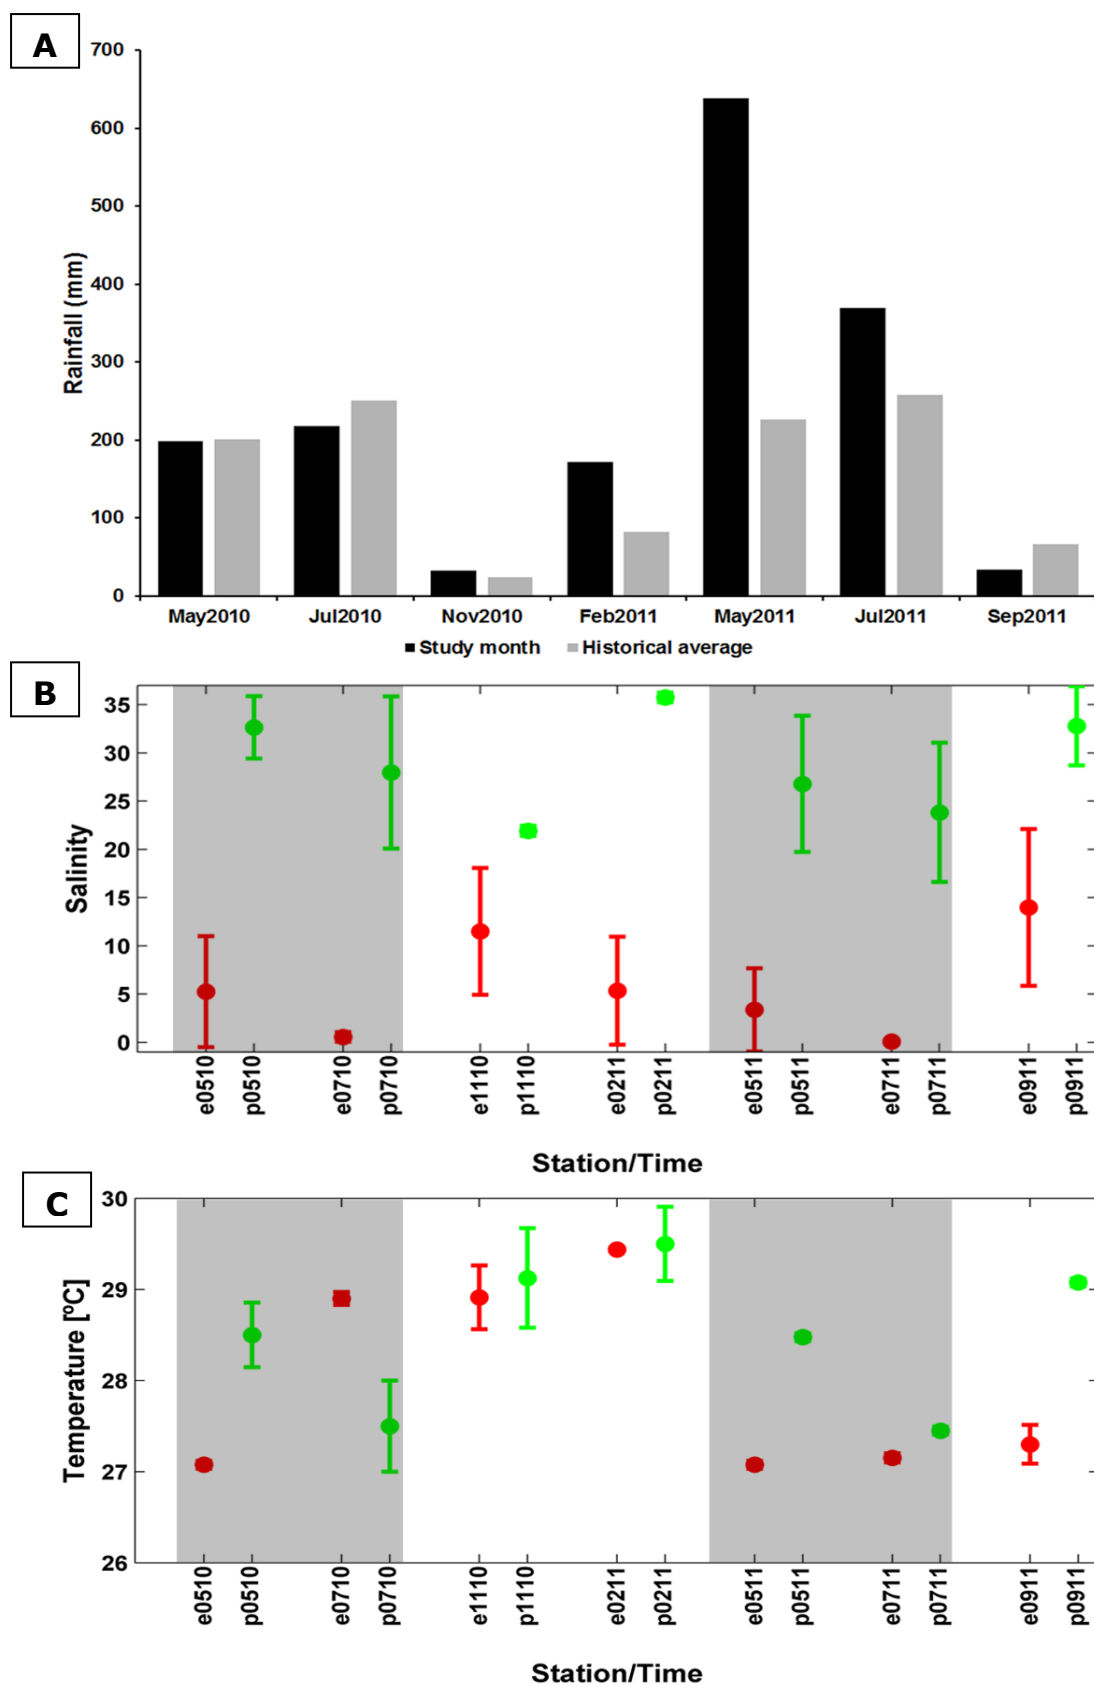 A
700
600
500
400
300
200
100
0
Rainfall (mm)
May2010 Jul2010 Nov2010 Feb2011 May2011 Jul2011 Sep2011
Study month Historical average
B
35
30
25
20
15
10
5
0
Salinity
e0510 p0510 e0710 p0710 e1110 p1110 e0211 p0211 e0511 p0511 e0711 p0711 e0911 p0911
Station/Time
C
30
29
28
27
26
Temperature [ºC]
e0510 p0510 e0710 p0710 e1110 p1110 e0211 p0211 e0511 p0511 e0711 p0711 e0911 p0911
Station/Time